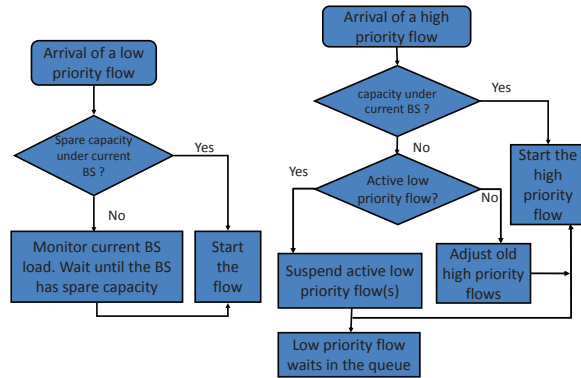 Arrival of a low
priority flow
Spare capacity
under current
BS ?
Yes
No
Monitor current BS
load. Wait until the BS
has spare capacity
Start
the
flow
Arrival of a high
priority flow
capacity under
current BS ?
Yes
No
Active low
priority flow?
Yes
No
Start the
high
priority
flow
Suspend active low
priority flow(s)
Adjust old
high priority
flows
Low priority flow
waits in the queue